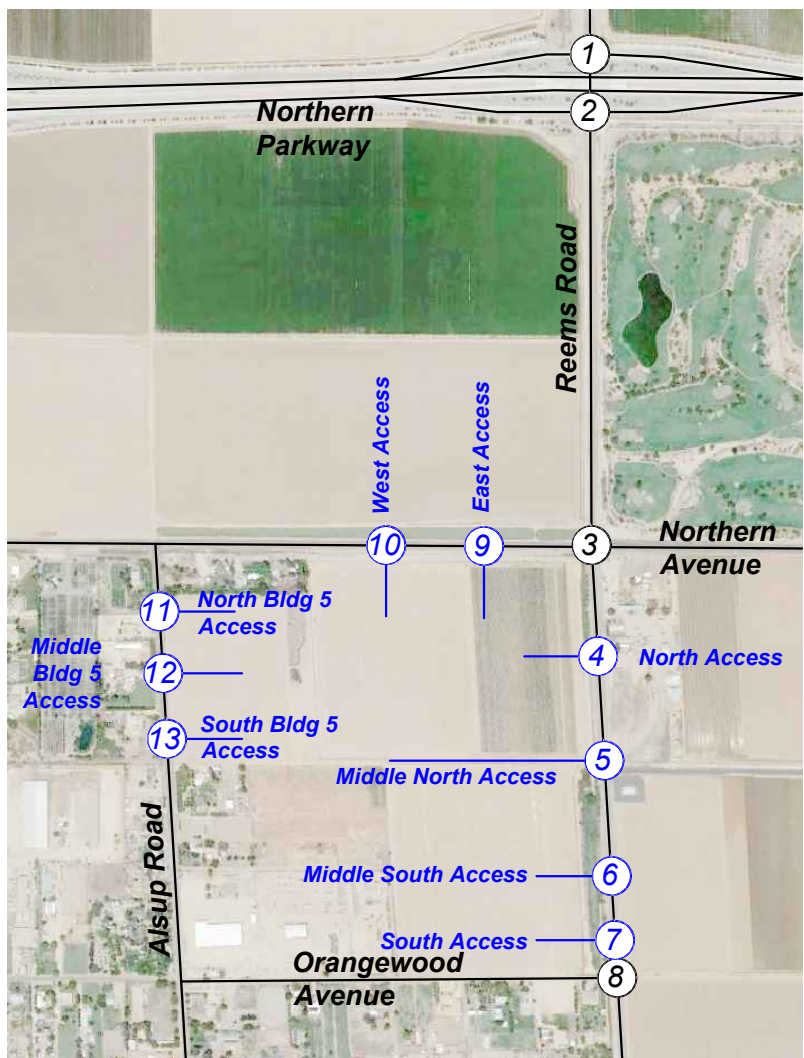 1
2
Northern
Parkway
Reems Road
West Access
East Access
10
9
3
Northern
Avenue
11
North Bldg 5
Access
4
North Access
Middle
Bldg 5
Access
12
13
South Bldg 5
Access
5
Middle North Access
Alsup Road
Middle South Access
6
South Access
7
Orangewood
Avenue
8